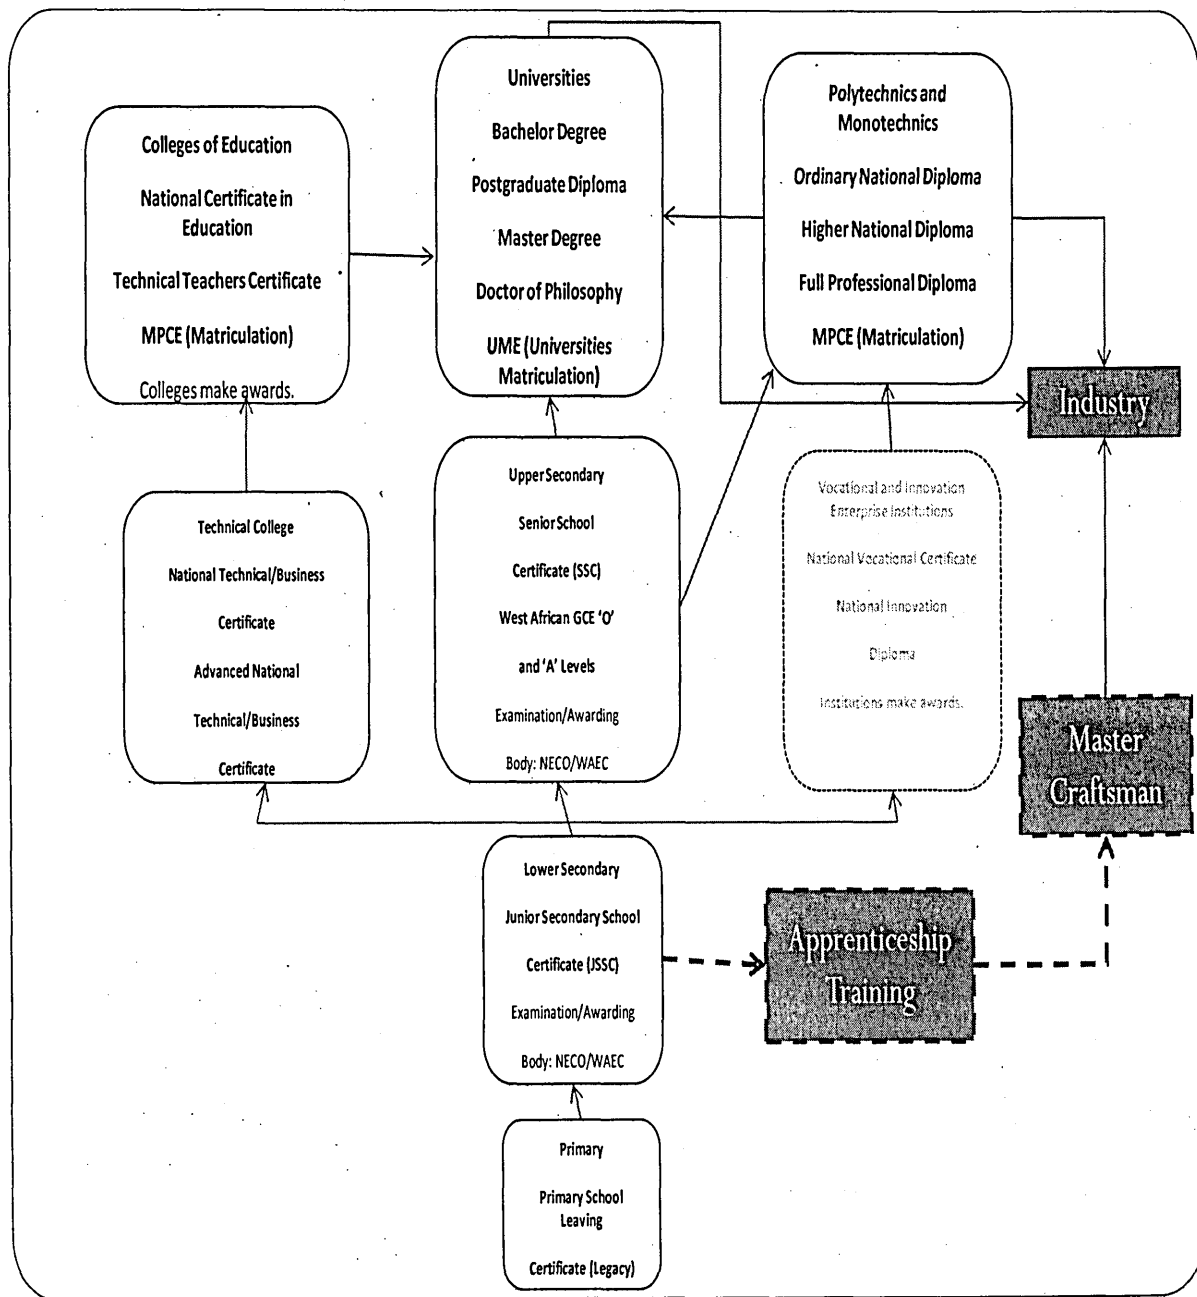 Universities
Bachelor Degree
Postgraduate Diploma
Master Degree
Doctor of Philosophy
UME (Universities
Matriculation)
Polytechnics and
Monotechnics
Ordinary National Diploma
Higher National Diploma
Full Professional Diploma
MPCE (Matriculation)
Colleges of Education
National Certificate in
Education
Technical Teachers Certificate
MPCE (Matriculation)
Colleges make awards.
Industry
Technical College
National Technical/Business
Certificate
Advanced National
Technical/Business
Certificate
Upper Secondary
Senior School
Certificate (SSC)
West African GCE 'O'
and 'A' Levels
Examination/Awarding
Body: NECO/WAEC
Vocational and Innovation
Enterprise Institutions
National Vocational Certificate
National Innovation
Diploma
Institutions make awards.
Master
Craftsman
Lower Secondary
Junior Secondary School
Certificate (JSSC)
Examination/Awarding
Body: NECO/WAEC
Apprenticeship
Training
Primary
Primary School
Leaving
Certificate (Legacy)